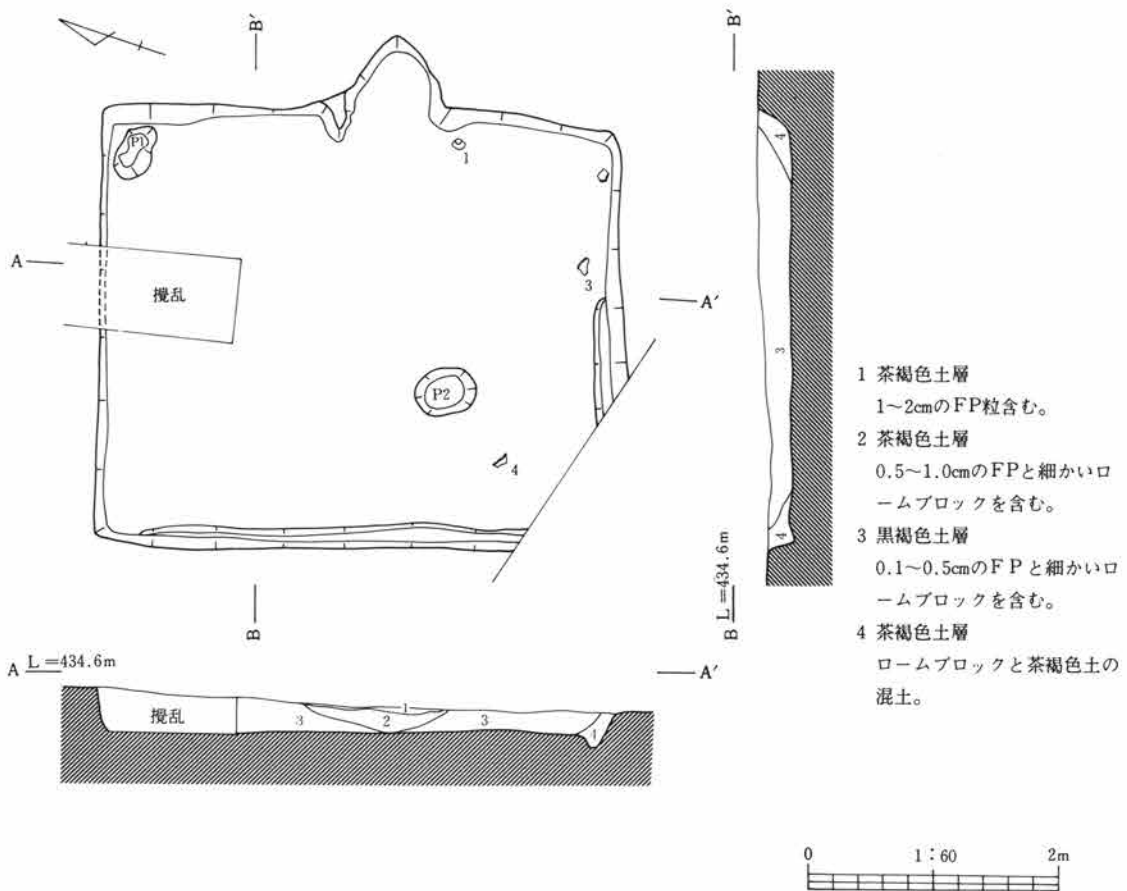 B′
B′
P1
1
4
A
攪乱
3
A′
3
P2
4
1 茶褐色土層
1~2cmのFP粒含む。
2 茶褐色土層
0.5~1.0cmのFPと細かいロ
ームブロックを含む。
3 黒褐色土層
0.1~0.5cmのFPと細かいロ
ームブロックを含む。
4 茶褐色土層
ロームブロックと茶褐色土の
混土。
4
B
B L=434.6m
A L=434.6m
A′
攪乱
3
1
2
3
4
0 1:60 2m